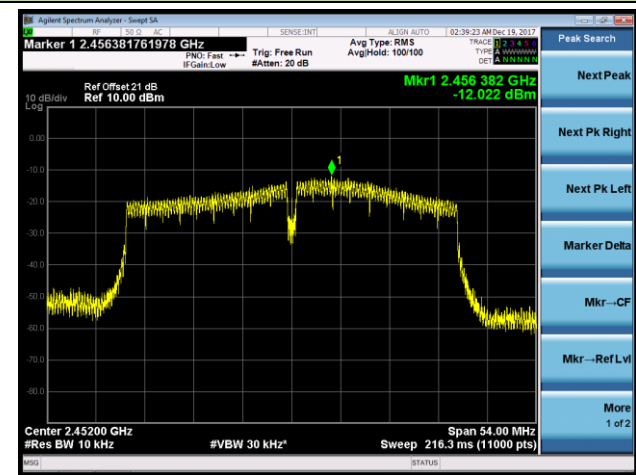 Agilent Spectrum Analyzer - Swept SA
RF 50 Ω AC SENSE:INT ALIGN AUTO 02:39:23 AM Dec 19, 2017
Marker 1 2.456381761978 GHz
PNO: Fast
IFGain:Low
Trig: Free Run
#Atten: 20 dB
Avg Type: RMS
Avg|Hold: 100/100
TRACE 1 2 3 4 5 6
TYPE A WWWWW
DET A N N N N N
Peak Search
Ref Offset 21 dB
10 dB/div Ref 10.00 dBm
Log
Mkr1 2.456 382 GHz
-12.022 dBm
Next Peak
0.00
Next Pk Right
-10.0
1
Next Pk Left
-20.0
-30.0
Marker Delta
-40.0
-50.0
Mkr→CF
-60.0
Mkr→Ref Lvl
-70.0
-80.0
More
1 of 2
Center 2.45200 GHz Span 54.00 MHz
#Res BW 10 kHz #VBW 30 kHz* Sweep 216.3 ms (11000 pts)
MSG STATUS